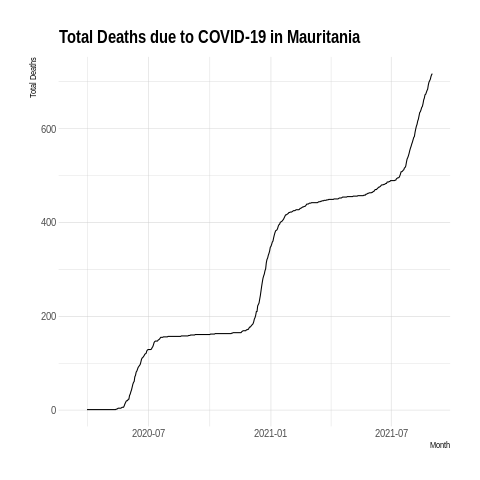 Total Deaths due to COVID-19 in Mauritania
Total Deaths
600
400
200
0
2020-07
2021-01
2021-07
Month